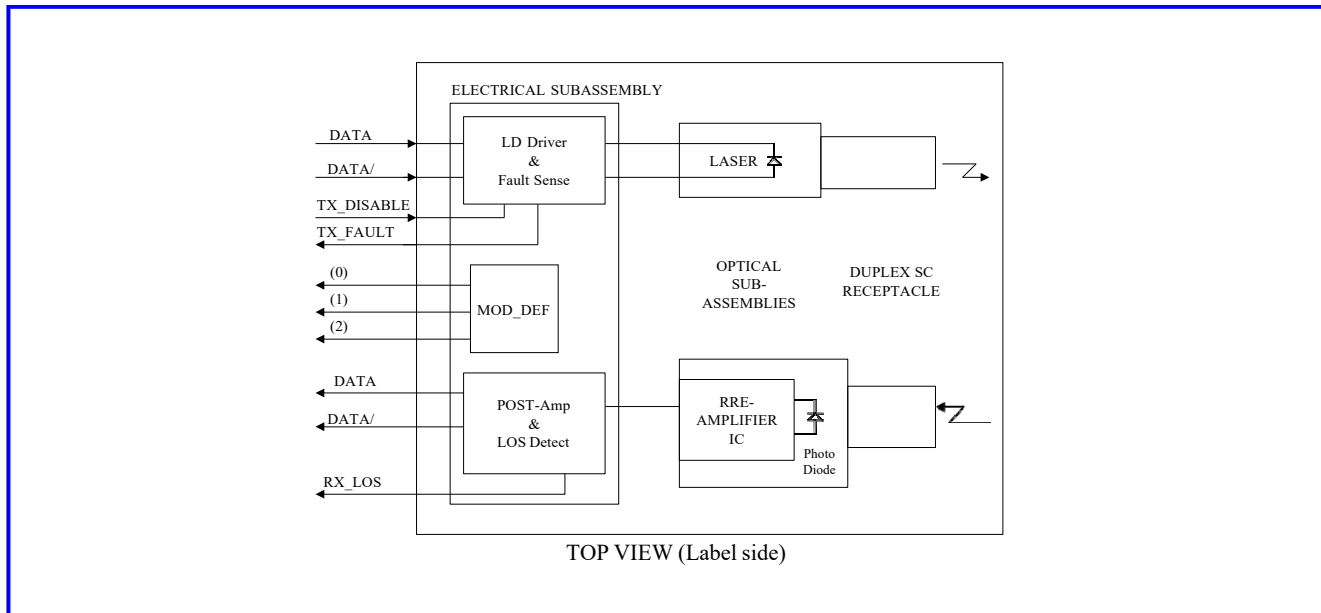 ELECTRICAL SUBASSEMBLY
DATA
DATA/
TX_DISABLE
TX_FAULT
LD Driver
&
Fault Sense
LASER
(0)
(1)
(2)
MOD_DEF
OPTICAL
SUB-
ASSEMBLIES
DUPLEX SC
RECEPTACLE
DATA
DATA/
RX_LOS
POST-Amp
&
LOS Detect
RRE-
AMPLIFIER
IC
Photo
Diode
TOP VIEW (Label side)